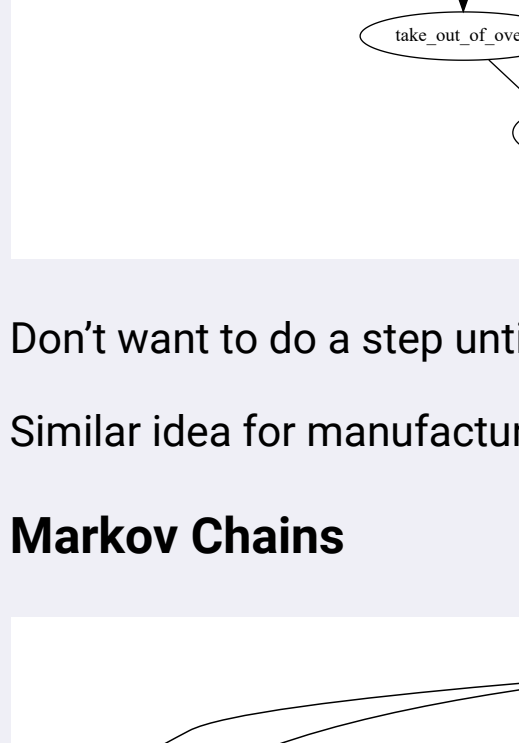 take_out_of_ove
Don’t want to do a step unti
Similar idea for manufactur
Markov Chains